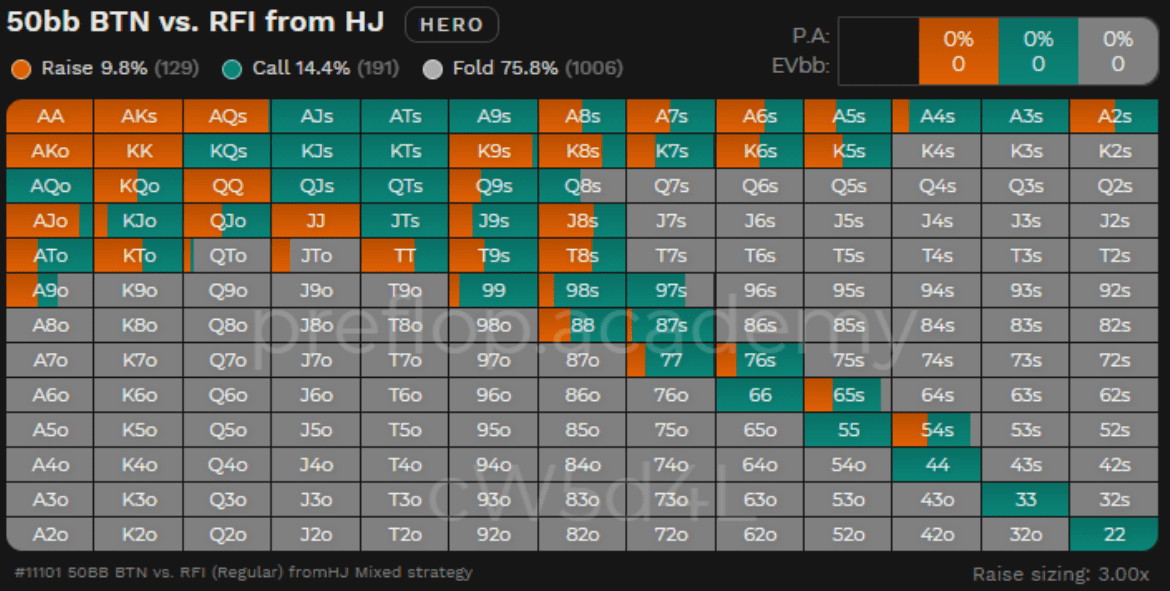 50bb BTN vs. RFI from HJ HERO
P.A: 0% 0% 0%
EVbb: 0 0 0
Raise 9.8% (129) Call 14.4% (191) Fold 75.8% (1006)
AA AKs AQs AJs ATs A9s A8s A7s A6s A5s A4s A3s A2s
AKo KK KQs KJs KTs K9s K8s K7s K6s K5s K4s K3s K2s
AQo KQo QQ QJs QTs Q9s Q8s Q7s Q6s Q5s Q4s Q3s Q2s
AJo KJo QJo JJ JTs J9s J8s J7s J6s J5s J4s J3s J2s
ATo KTo QTo JTo TT T9s T8s T7s T6s T5s T4s T3s T2s
A9o K9o Q9o J9o T9o 99 98s 97s 96s 95s 94s 93s 92s
A8o K8o Q8o J8o T8o 98o 88 87s 86s 85s 84s 83s 82s
preflop.academy
A7o K7o Q7o J7o T7o 97o 87o 77 76s 75s 74s 73s 72s
A6o K6o Q6o J6o T6o 96o 86o 76o 66 65s 64s 63s 62s
A5o K5o Q5o J5o T5o 95o 85o 75o 65o 55 54s 53s 52s
A4o K4o Q4o J4o T4o 94o 84o 74o 64o 54o 44 43s 42s
cW5d4L
A3o K3o Q3o J3o T3o 93o 83o 73o 63o 53o 43o 33 32s
A2o K2o Q2o J2o T2o 92o 82o 72o 62o 52o 42o 32o 22
#11101 50BB BTN vs. RFI (Regular) fromHJ Mixed strategy
Raise sizing: 3.00x